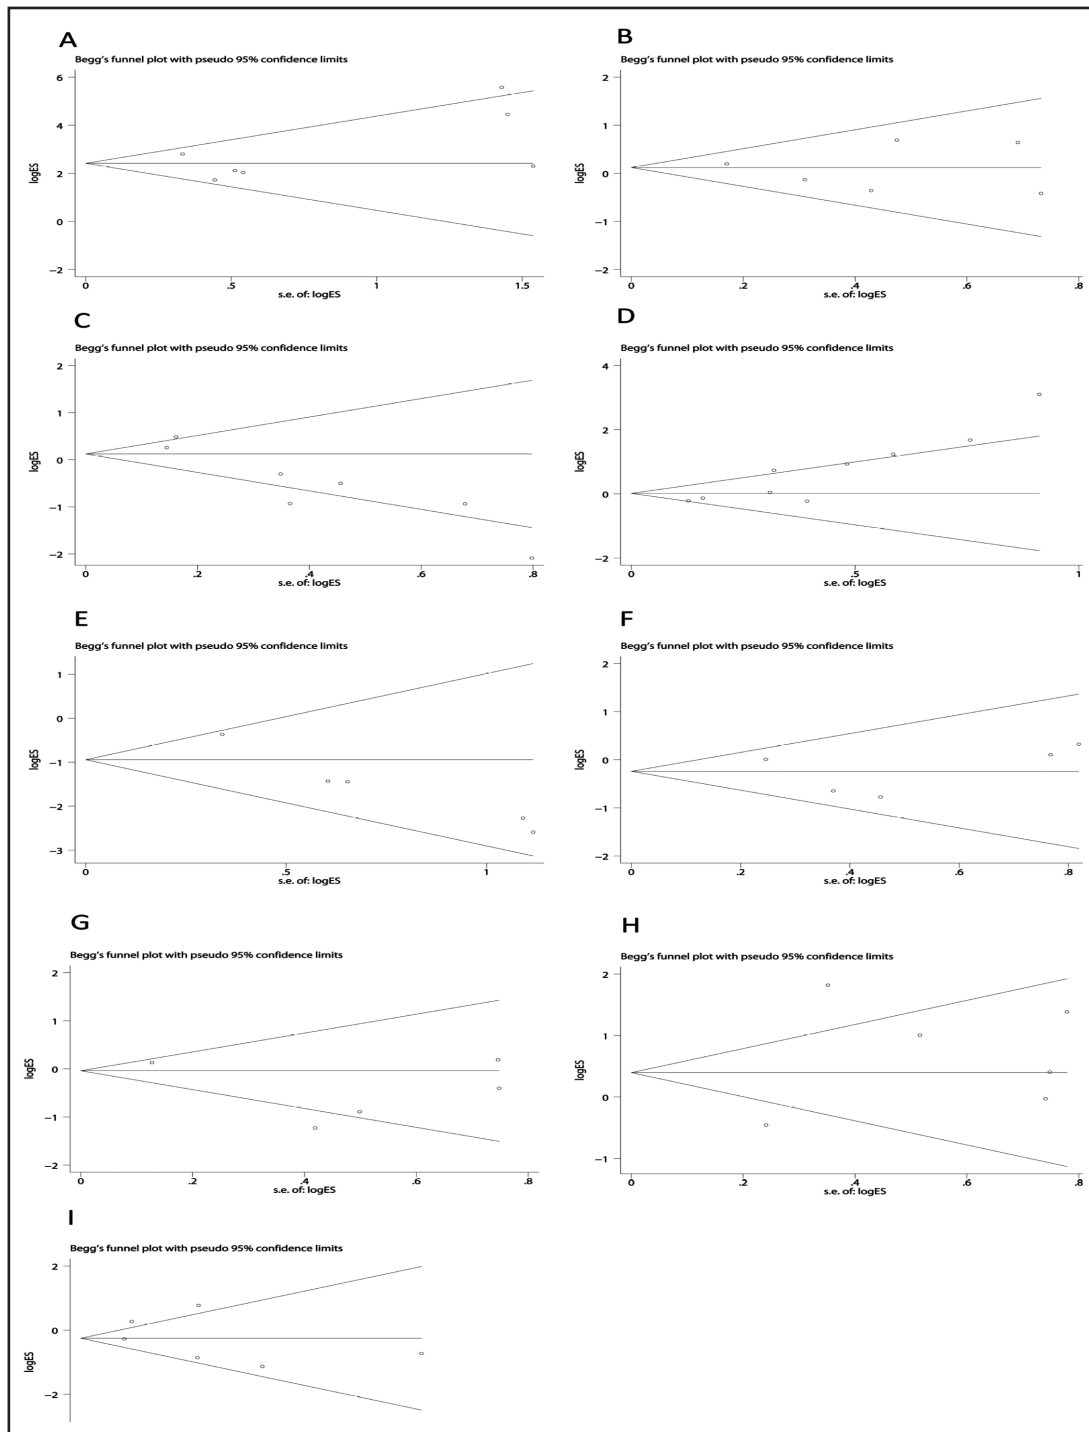 A
Begg's funnel plot with pseudo 95% confidence limits
6
4
2
0
−2
logES
0 .5 1 1.5
s.e. of: logES
B
Begg's funnel plot with pseudo 95% confidence limits
2
1
0
−1
−2
logES
0 .2 .4 .6 .8
s.e. of: logES
C
Begg's funnel plot with pseudo 95% confidence limits
2
1
0
−1
−2
logES
0 .2 .4 .6 .8
s.e. of: logES
D
Begg's funnel plot with pseudo 95% confidence limits
4
2
0
−2
logES
0 .5 1
s.e. of: logES
E
Begg's funnel plot with pseudo 95% confidence limits
1
0
−1
−2
−3
logES
0 .5 1
s.e. of: logES
F
Begg's funnel plot with pseudo 95% confidence limits
2
1
0
−1
−2
logES
0 .2 .4 .6 .8
s.e. of: logES
G
Begg's funnel plot with pseudo 95% confidence limits
2
1
0
−1
−2
logES
0 .2 .4 .6 .8
s.e. of: logES
H
Begg's funnel plot with pseudo 95% confidence limits
2
1
0
−1
logES
0 .2 .4 .6 .8
s.e. of: logES
I
Begg's funnel plot with pseudo 95% confidence limits
2
0
−2
logES